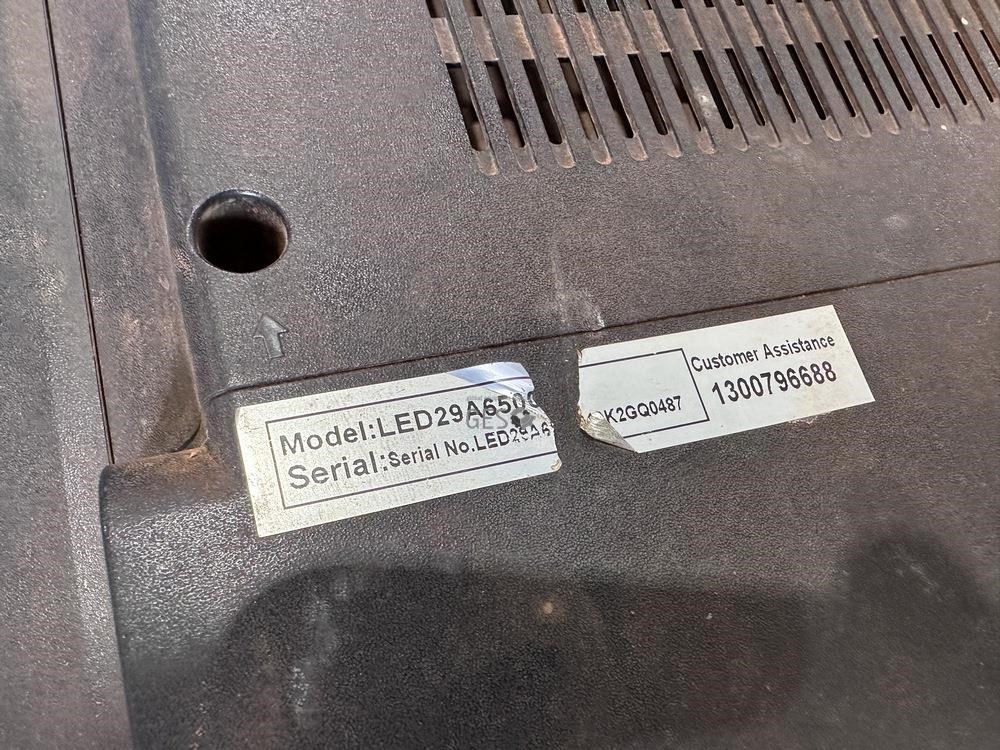 Model:LED29A650
Serial:Serial No.LED29A6
K2GQ0487
Customer Assistance
1300796688